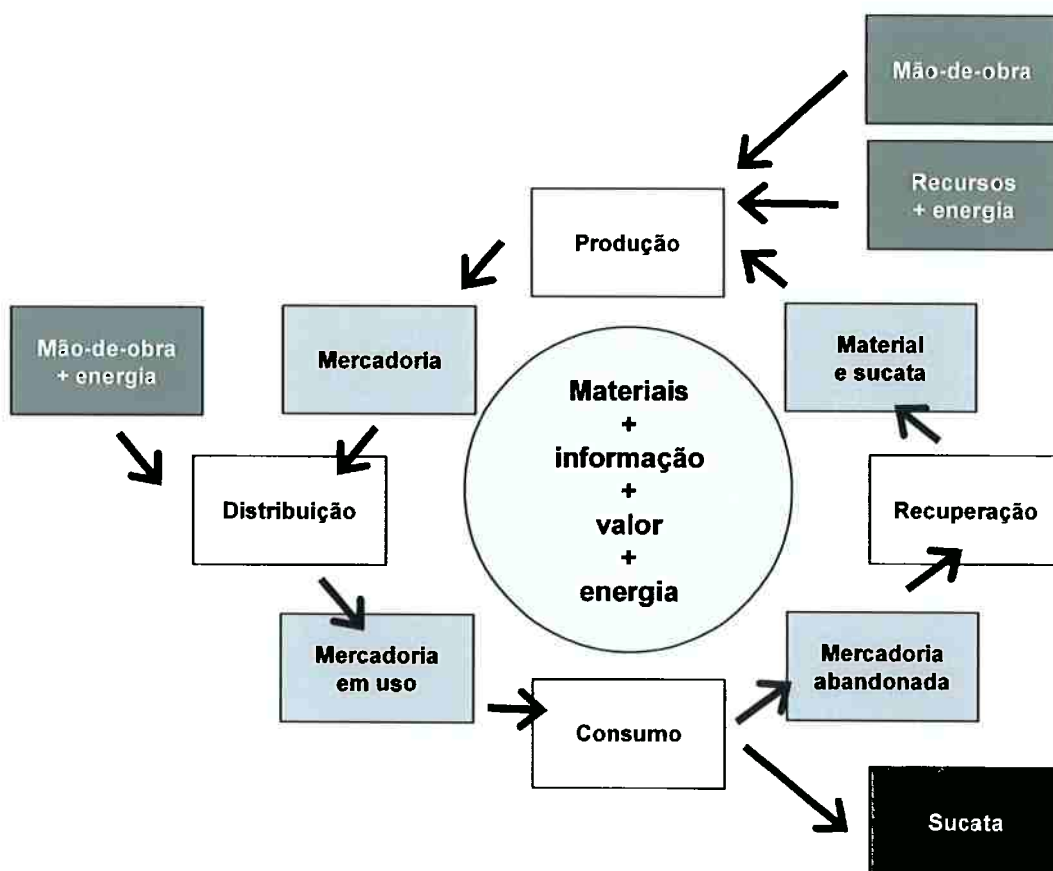 Mão-de-obra
Recursos
+ energia
Produção
Mão-de-obra
+ energia
Mercadoria
Materiais
+
informação
+
valor
+
energia
Material
e sucata
Distribuição
Recuperação
Mercadoria
em uso
Consumo
Mercadoria
abandonada
Sucata